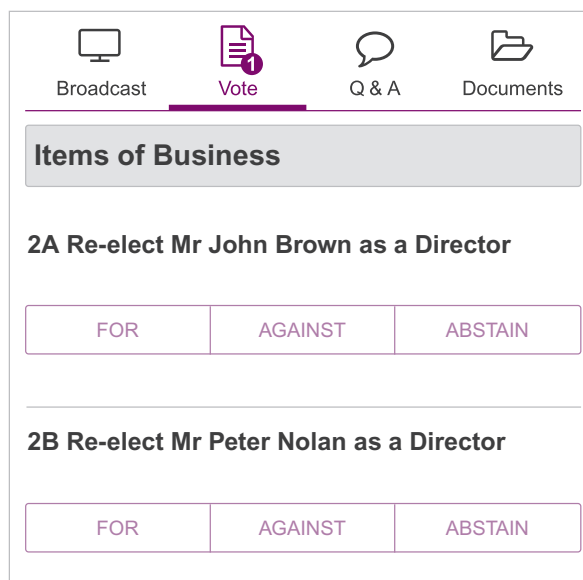 1
Broadcast Vote Q & A Documents
Items of Business
2A Re-elect Mr John Brown as a Director
FOR AGAINST ABSTAIN
2B Re-elect Mr Peter Nolan as a Director
FOR AGAINST ABSTAIN